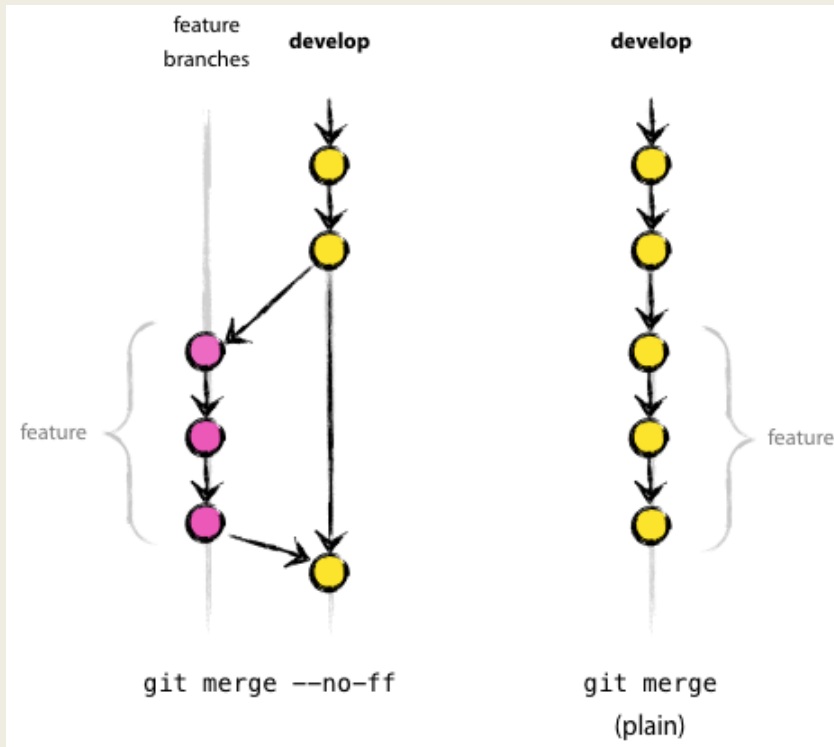 feature
branches
develop
develop
feature
feature
git merge --no-ff
git merge
(plain)